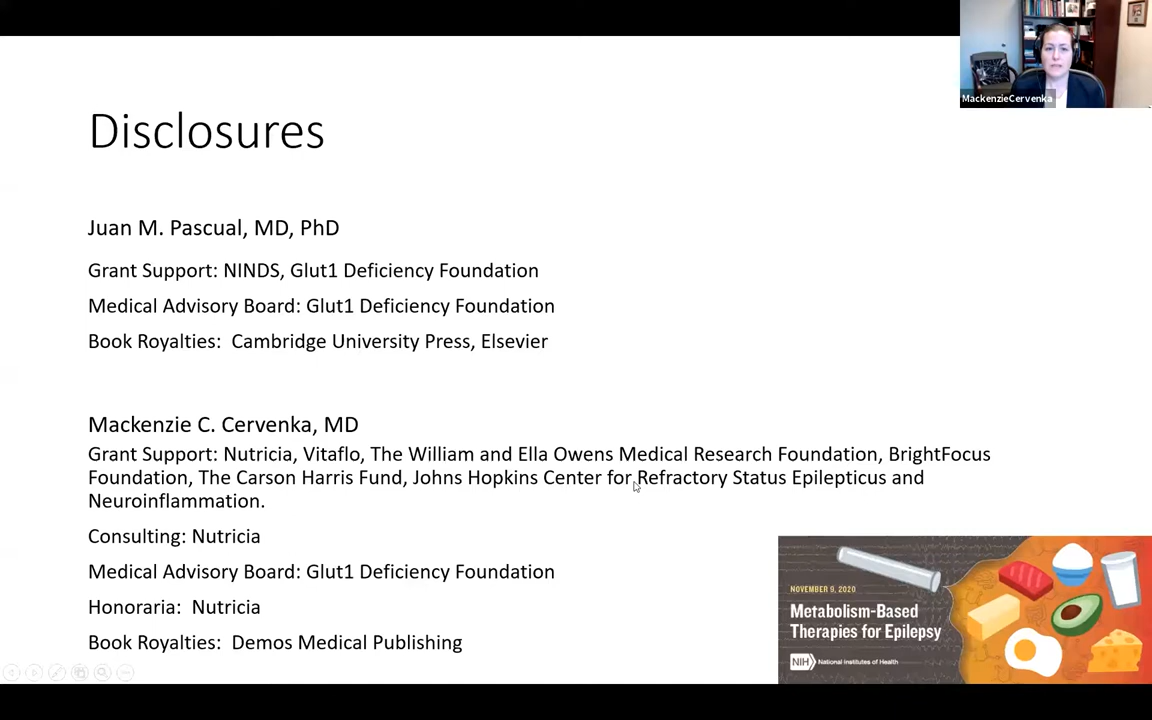 MackenzieCervenka
Disclosures
Juan M. Pascual, MD, PhD
Grant Support: NINDS, Glut1 Deficiency Foundation
Medical Advisory Board: Glut1 Deficiency Foundation
Book Royalties:  Cambridge University Press, Elsevier
Mackenzie C. Cervenka, MD
Grant Support: Nutricia, Vitaflo, The William and Ella Owens Medical Research Foundation, BrightFocus
Foundation, The Carson Harris Fund, Johns Hopkins Center for Refractory Status Epilepticus and
Neuroinflammation.
Consulting: Nutricia
Medical Advisory Board: Glut1 Deficiency Foundation
Honoraria:  Nutricia
Book Royalties:  Demos Medical Publishing
NOVEMBER 9, 2020
Metabolism-Based
Therapies for Epilepsy
NIH National Institutes of Health